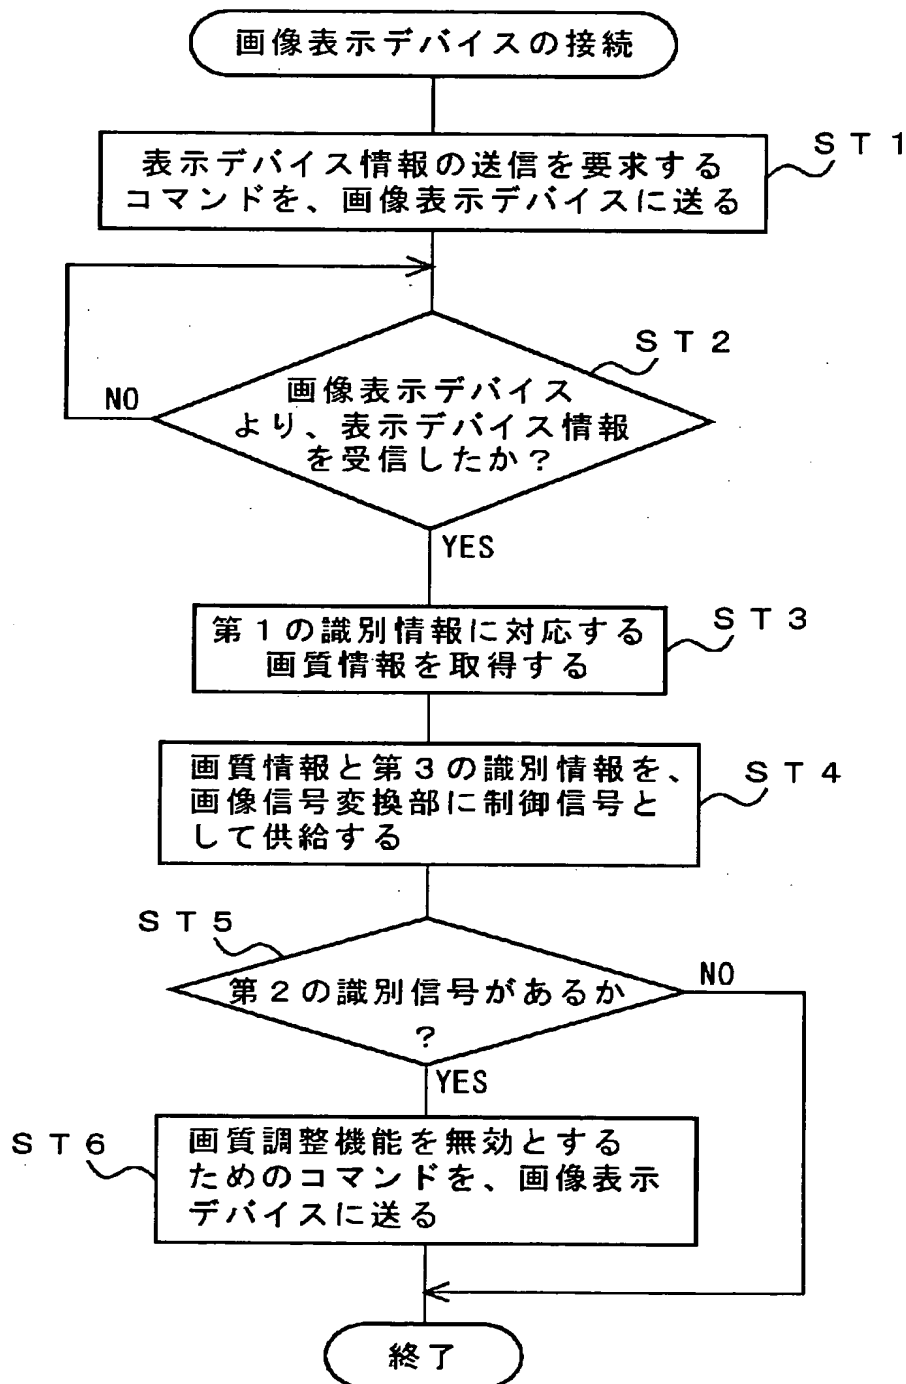 画像表示デバイスの接続
ST1
表示デバイス情報の送信を要求する
コマンドを、画像表示デバイスに送る
ST2
画像表示デバイス
より、表示デバイス情報
を受信したか?
NO
YES
第1の識別情報に対応する
画質情報を取得する
ST3
画質情報と第3の識別情報を、
画像信号変換部に制御信号と
して供給する
ST4
ST5
第2の識別信号があるか
?
NO
YES
ST6
画質調整機能を無効とする
ためのコマンドを、画像表示
デバイスに送る
終了